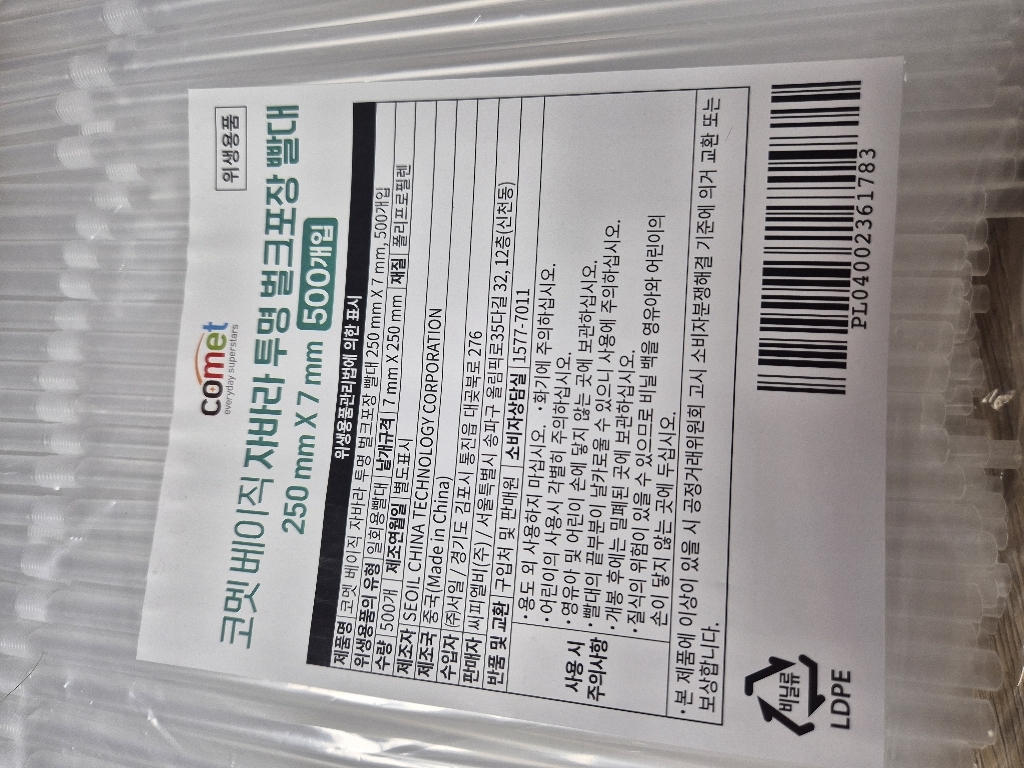 위생용품
comet
everyday superstars
코멧 베이직 자바라 투명 벌크포장 빨대
250 mm X 7 mm 500개입
위생용품관리법에 의한 표시
제품명 코멧 베이직 자바라 투명 벌크포장 빨대 250 mm X 7 mm, 500개입
위생용품의 유형 일회용빨대 낱개규격 7 mm X 250 mm 재질 폴리프로필렌
수량 500개 제조연월일 별도표시
제조자 SEOIL CHINA TECHNOLOGY CORPORATION
제조국 중국(Made in China)
수입자 (주)서일 / 경기도 김포시 통진읍 대곶북로 276
판매자 씨피엘비(주) / 서울특별시 송파구 올림픽로35다길 32, 12층(신천동)
반품 및 교환 구입처 및 판매원 소비자상담실 1577-7011
사용 시 주의사항
• 용도 외 사용하지 마십시오. • 화기에 주의하십시오.
• 어린이의 사용시 각별히 주의하십시오.
• 영유아 및 어린이 손에 닿지 않는 곳에 보관하십시오.
• 빨대의 끝부분이 날카로울 수 있으니 사용에 주의하십시오.
• 개봉 후에는 밀폐된 곳에 보관하십시오.
• 질식의 위험이 있을 수 있으므로 비닐 백을 영유아와 어린이의
손이 닿지 않는 곳에 두십시오.
• 본 제품에 이상이 있을 시 공정거래위원회 고시 소비자분쟁해결 기준에 의거 교환 또는
보상합니다.
비닐류
LDPE
PL04002361783